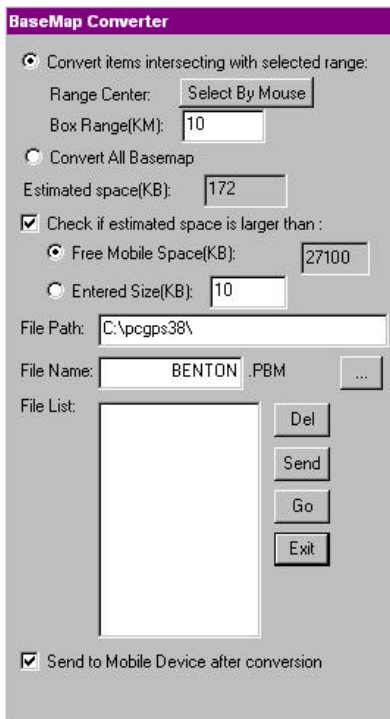 BaseMap Converter
Convert items intersecting with selected range:
Range Center: Select By Mouse
Box Range(KM): 10
Convert All Basemap
Estimated space(KB): 172
Check if estimated space is larger than :
Free Mobile Space(KB): 27100
Entered Size(KB): 10
File Path: C:\pcgps38\
File Name: BENTON .PBM ...
File List:
Del
Send
Go
Exit
Send to Mobile Device after conversion